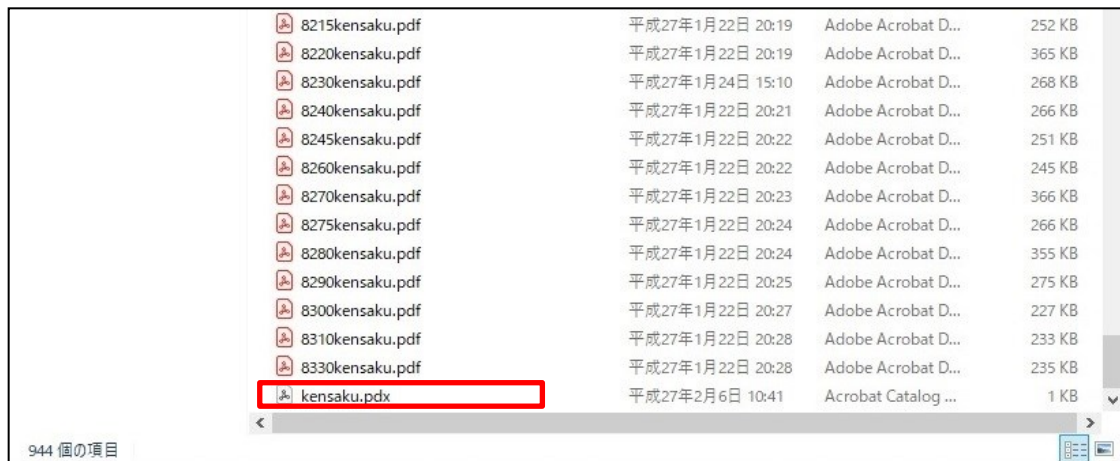 8215kensaku.pdf 平成27年1月22日 20:19 Adobe Acrobat D... 252 KB
8220kensaku.pdf 平成27年1月22日 20:19 Adobe Acrobat D... 365 KB
8230kensaku.pdf 平成27年1月24日 15:10 Adobe Acrobat D... 268 KB
8240kensaku.pdf 平成27年1月22日 20:21 Adobe Acrobat D... 266 KB
8245kensaku.pdf 平成27年1月22日 20:22 Adobe Acrobat D... 251 KB
8260kensaku.pdf 平成27年1月22日 20:22 Adobe Acrobat D... 245 KB
8270kensaku.pdf 平成27年1月22日 20:23 Adobe Acrobat D... 366 KB
8275kensaku.pdf 平成27年1月22日 20:24 Adobe Acrobat D... 266 KB
8280kensaku.pdf 平成27年1月22日 20:24 Adobe Acrobat D... 355 KB
8290kensaku.pdf 平成27年1月22日 20:25 Adobe Acrobat D... 275 KB
8300kensaku.pdf 平成27年1月22日 20:27 Adobe Acrobat D... 227 KB
8310kensaku.pdf 平成27年1月22日 20:28 Adobe Acrobat D... 233 KB
8330kensaku.pdf 平成27年1月22日 20:28 Adobe Acrobat D... 235 KB
kensaku.pdx 平成27年2月6日 10:41 Acrobat Catalog ... 1 KB
944 個の項目